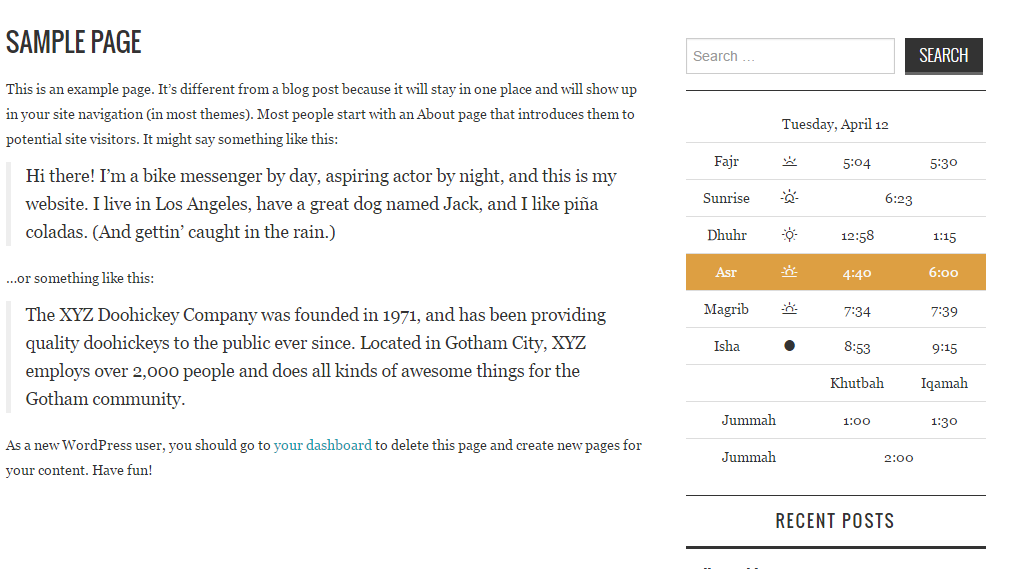 SAMPLE PAGE
This is an example page. It’s different from a blog post because it will stay in one place and will show up
in your site navigation (in most themes). Most people start with an About page that introduces them to
potential site visitors. It might say something like this:
Hi there! I’m a bike messenger by day, aspiring actor by night, and this is my
website. I live in Los Angeles, have a great dog named Jack, and I like piña
coladas. (And gettin’ caught in the rain.)
…or something like this:
The XYZ Doohickey Company was founded in 1971, and has been providing
quality doohickeys to the public ever since. Located in Gotham City, XYZ
employs over 2,000 people and does all kinds of awesome things for the
Gotham community.
As a new WordPress user, you should go to your dashboard to delete this page and create new pages for
your content. Have fun!
Search …
SEARCH
Tuesday, April 12
Fajr 5:04 5:30
Sunrise 6:23
Dhuhr 12:58 1:15
Asr 4:40 6:00
Magrib 7:34 7:39
Isha 8:53 9:15
Khutbah Iqamah
Jummah 1:00 1:30
Jummah 2:00
RECENT POSTS